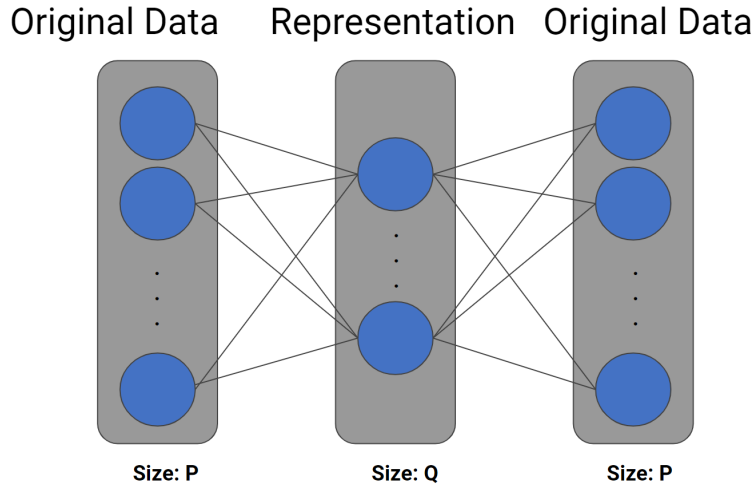 Original Data
Representation
Original Data
Size: P
Size: Q
Size: P